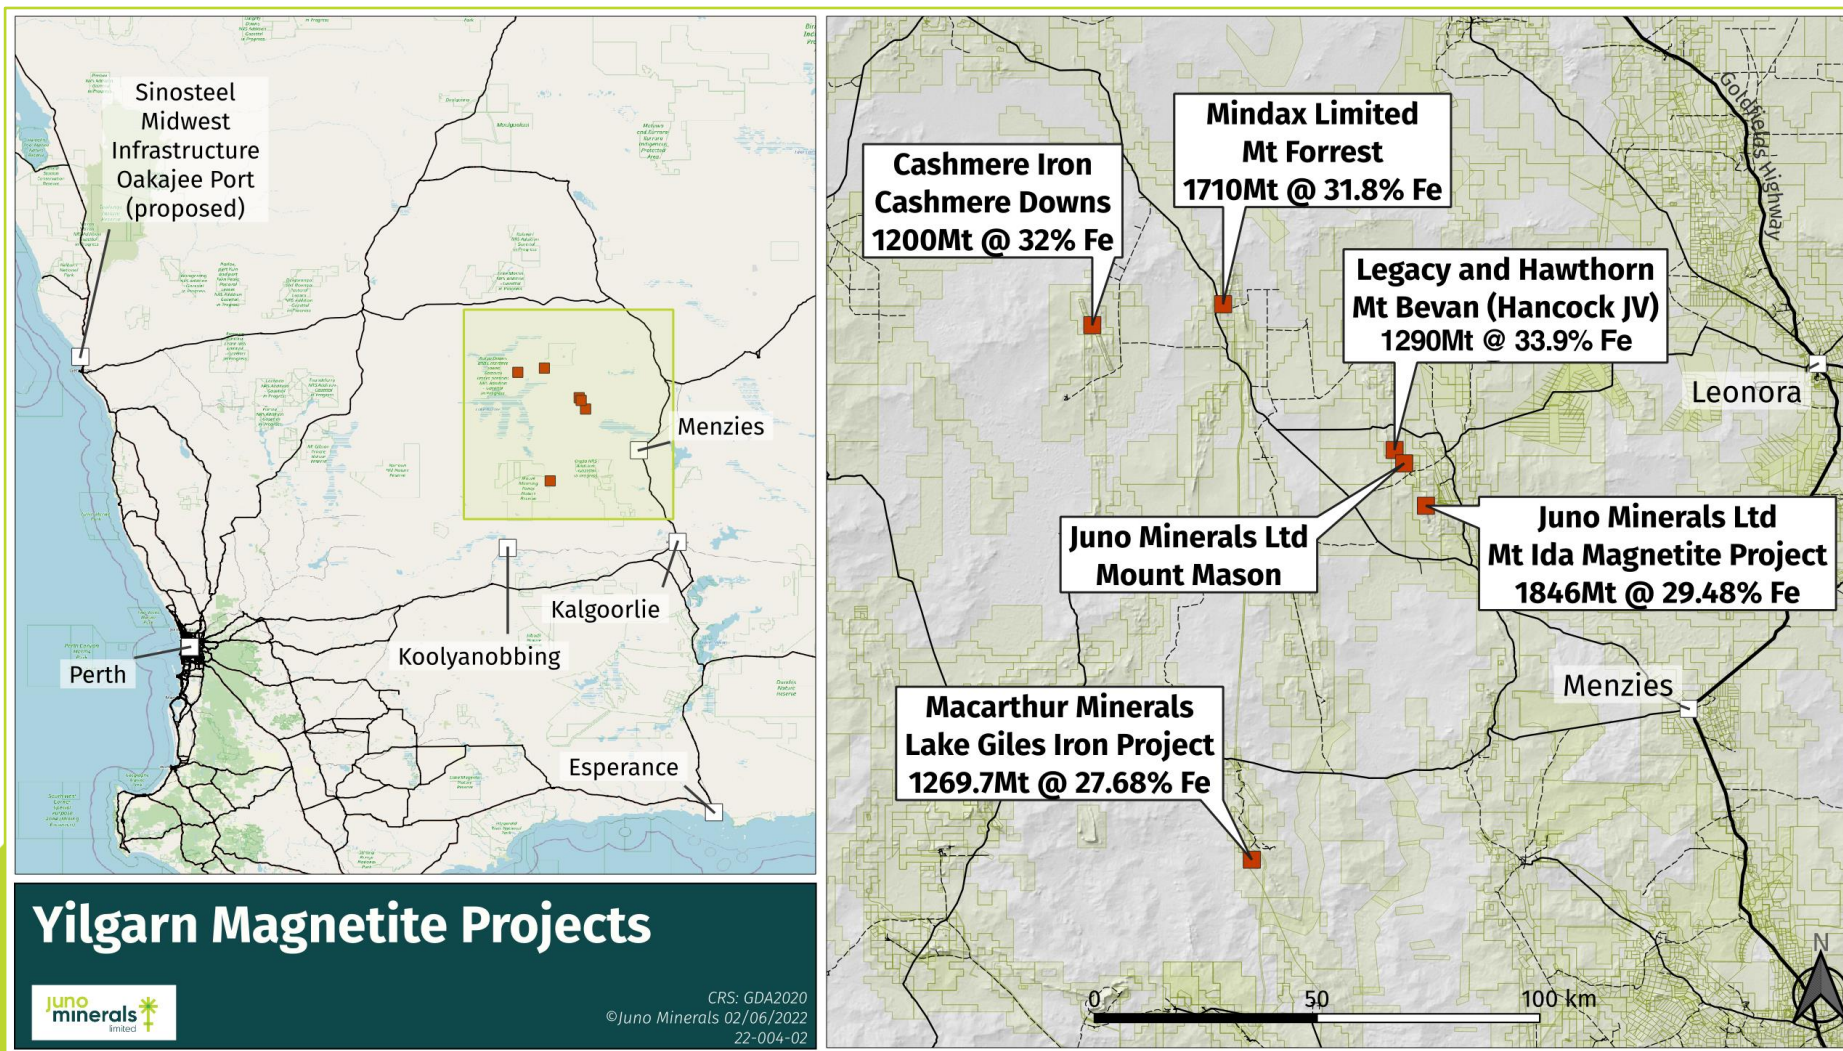 Sinosteel
Midwest
Infrastructure
Oakajee Port
(proposed)
Menzies
Kalgoorlie
Koolyanobbing
Perth
Esperance
Yilgarn Magnetite Projects
juno
minerals
limited
CRS: GDA2020
©Juno Minerals 02/06/2022
22-004-02
Mindax Limited
Mt Forrest
1710Mt @ 31.8% Fe
Cashmere Iron
Cashmere Downs
1200Mt @ 32% Fe
Legacy and Hawthorn
Mt Bevan (Hancock JV)
1290Mt @ 33.9% Fe
Goldfields Highway
Leonora
Juno Minerals Ltd
Mount Mason
Juno Minerals Ltd
Mt Ida Magnetite Project
1846Mt @ 29.48% Fe
Macarthur Minerals
Lake Giles Iron Project
1269.7Mt @ 27.68% Fe
Menzies
N
0 50 100 km